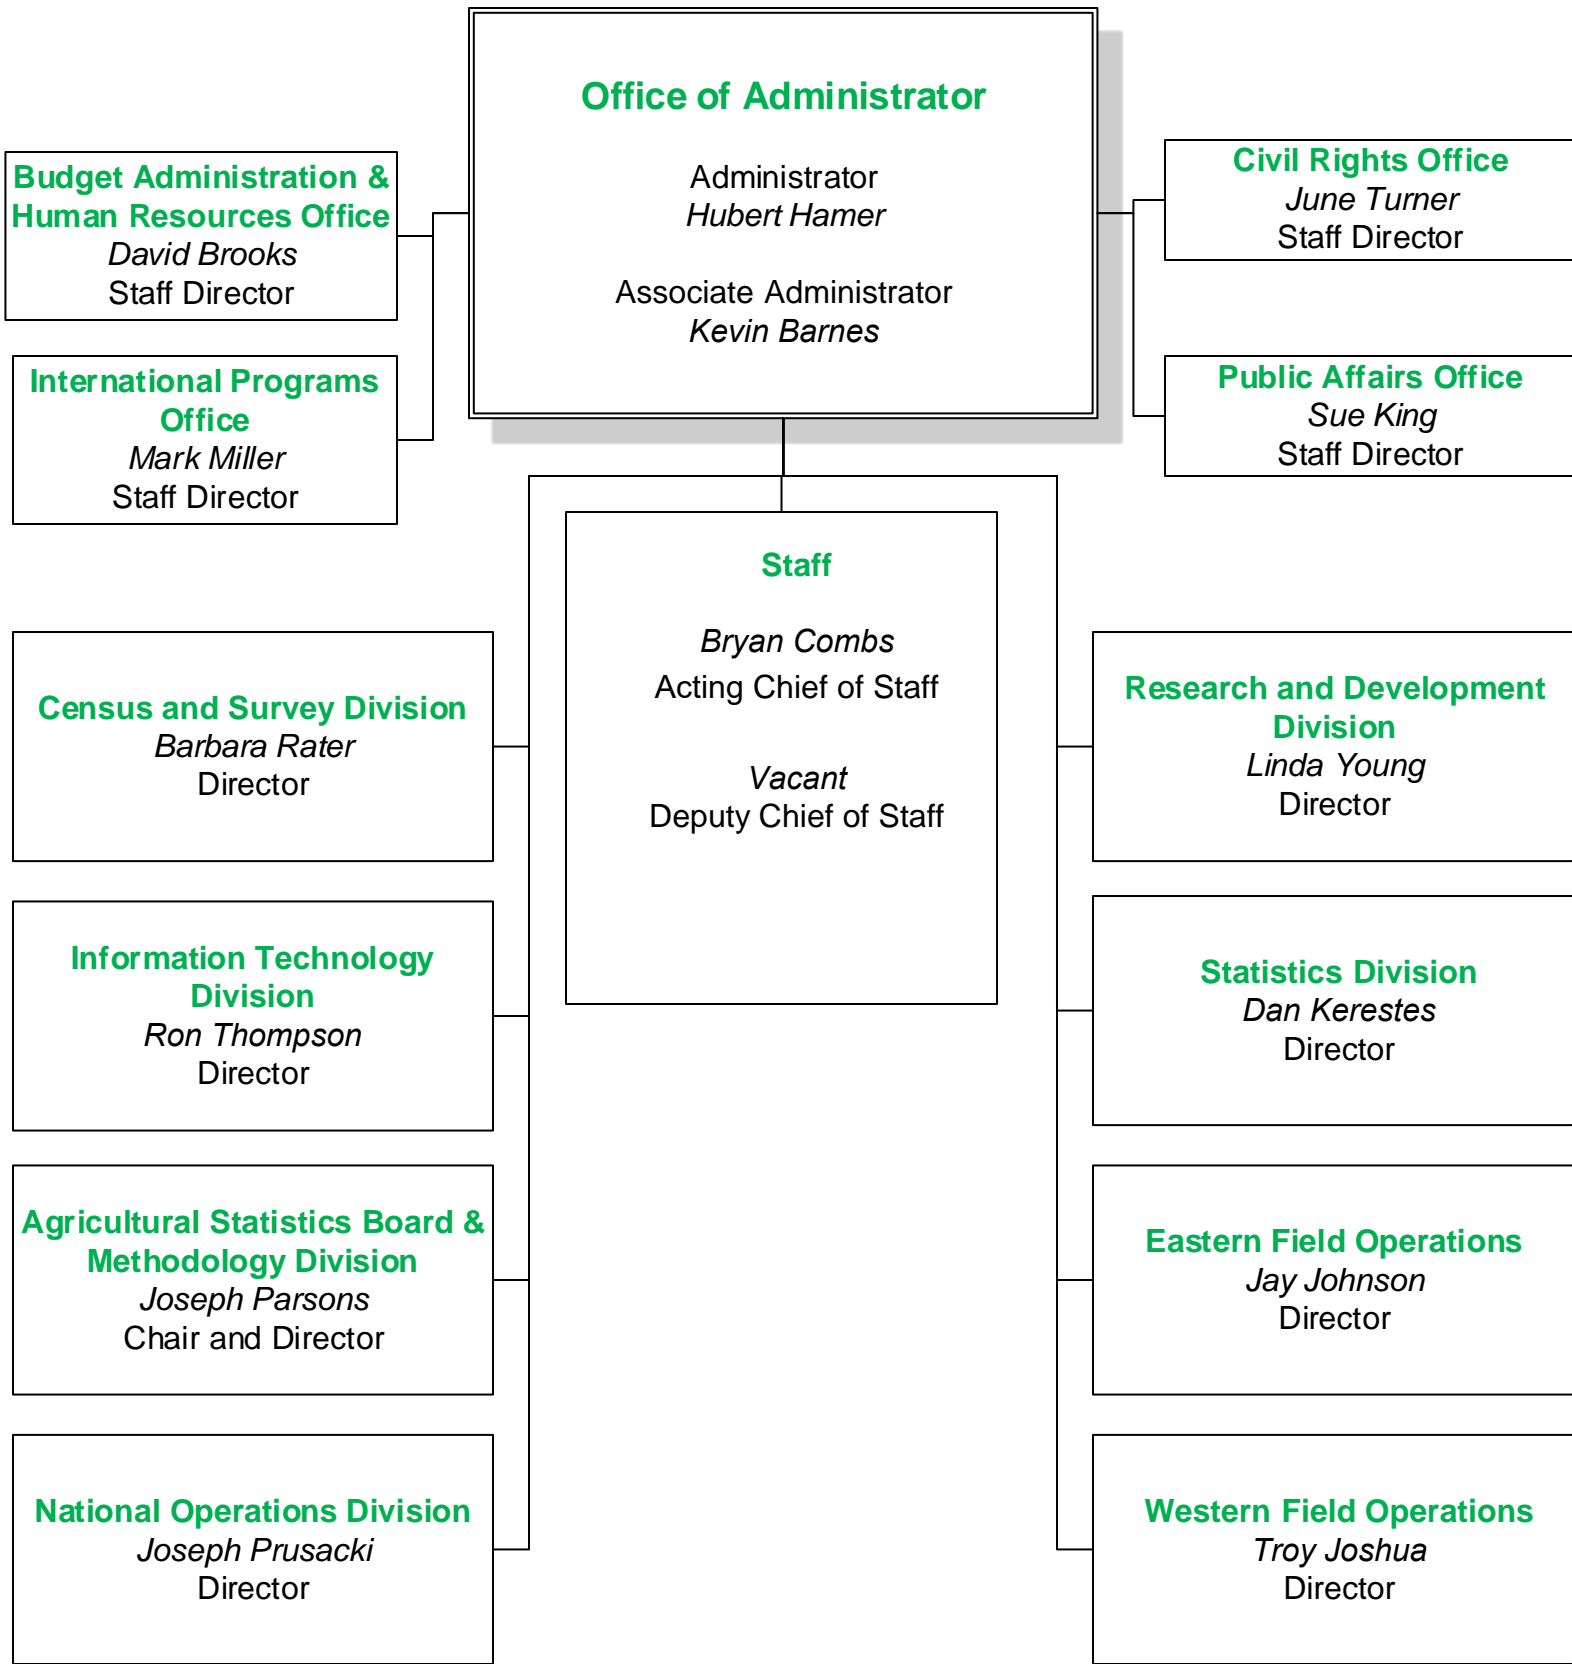 Office of Administrator
Administrator
Hubert Hamer
Associate Administrator
Kevin Barnes
Budget Administration &
Human Resources Office
David Brooks
Staff Director
International Programs
Office
Mark Miller
Staff Director
Civil Rights Office
June Turner
Staff Director
Public Affairs Office
Sue King
Staff Director
Staff
Bryan Combs
Acting Chief of Staff
Vacant
Deputy Chief of Staff
Census and Survey Division
Barbara Rater
Director
Information Technology
Division
Ron Thompson
Director
Agricultural Statistics Board &
Methodology Division
Joseph Parsons
Chair and Director
National Operations Division
Joseph Prusacki
Director
Research and Development
Division
Linda Young
Director
Statistics Division
Dan Kerestes
Director
Eastern Field Operations
Jay Johnson
Director
Western Field Operations
Troy Joshua
Director